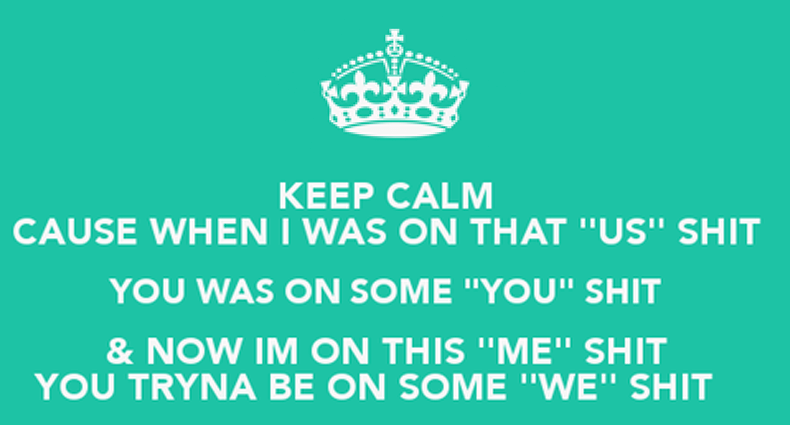 KEEP CALM
CAUSE WHEN I WAS ON THAT "US" SHIT
YOU WAS ON SOME "YOU" SHIT
& NOW IM ON THIS "ME" SHIT
YOU TRYNA BE ON SOME "WE" SHIT